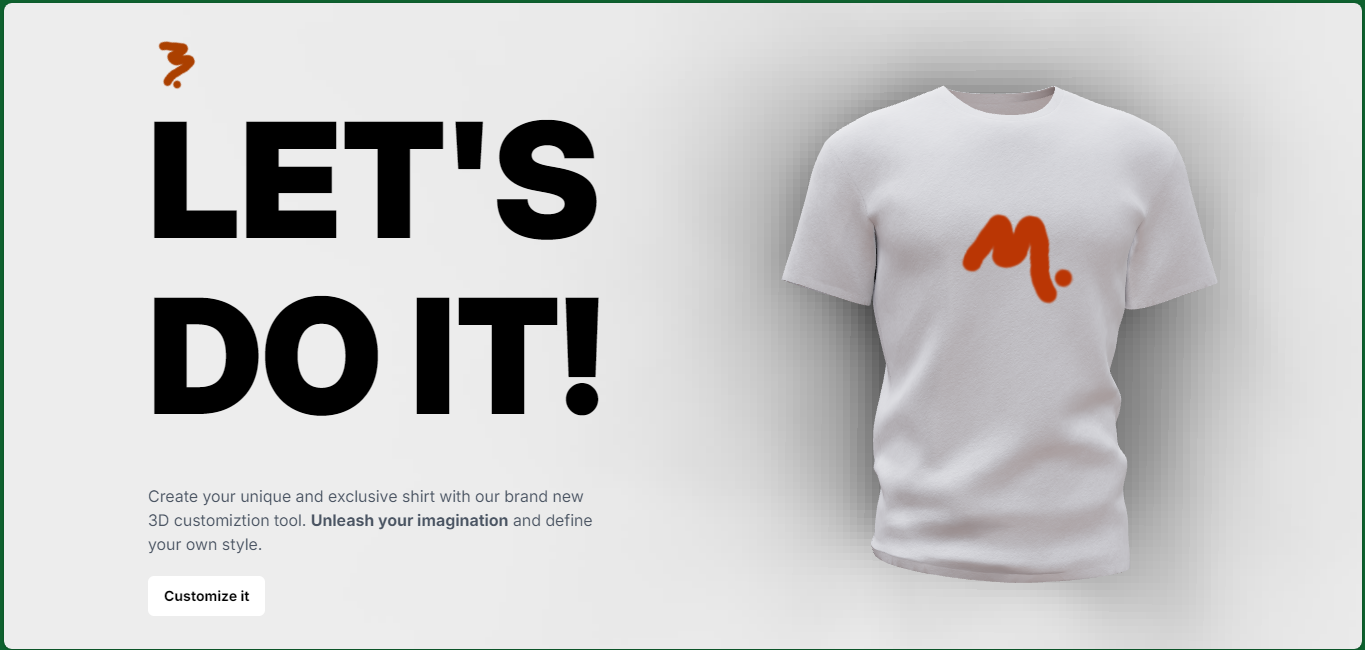 LET'S
DO IT!
M.
Create your unique and exclusive shirt with our brand new
3D customiztion tool. Unleash your imagination and define
your own style.
Customize it